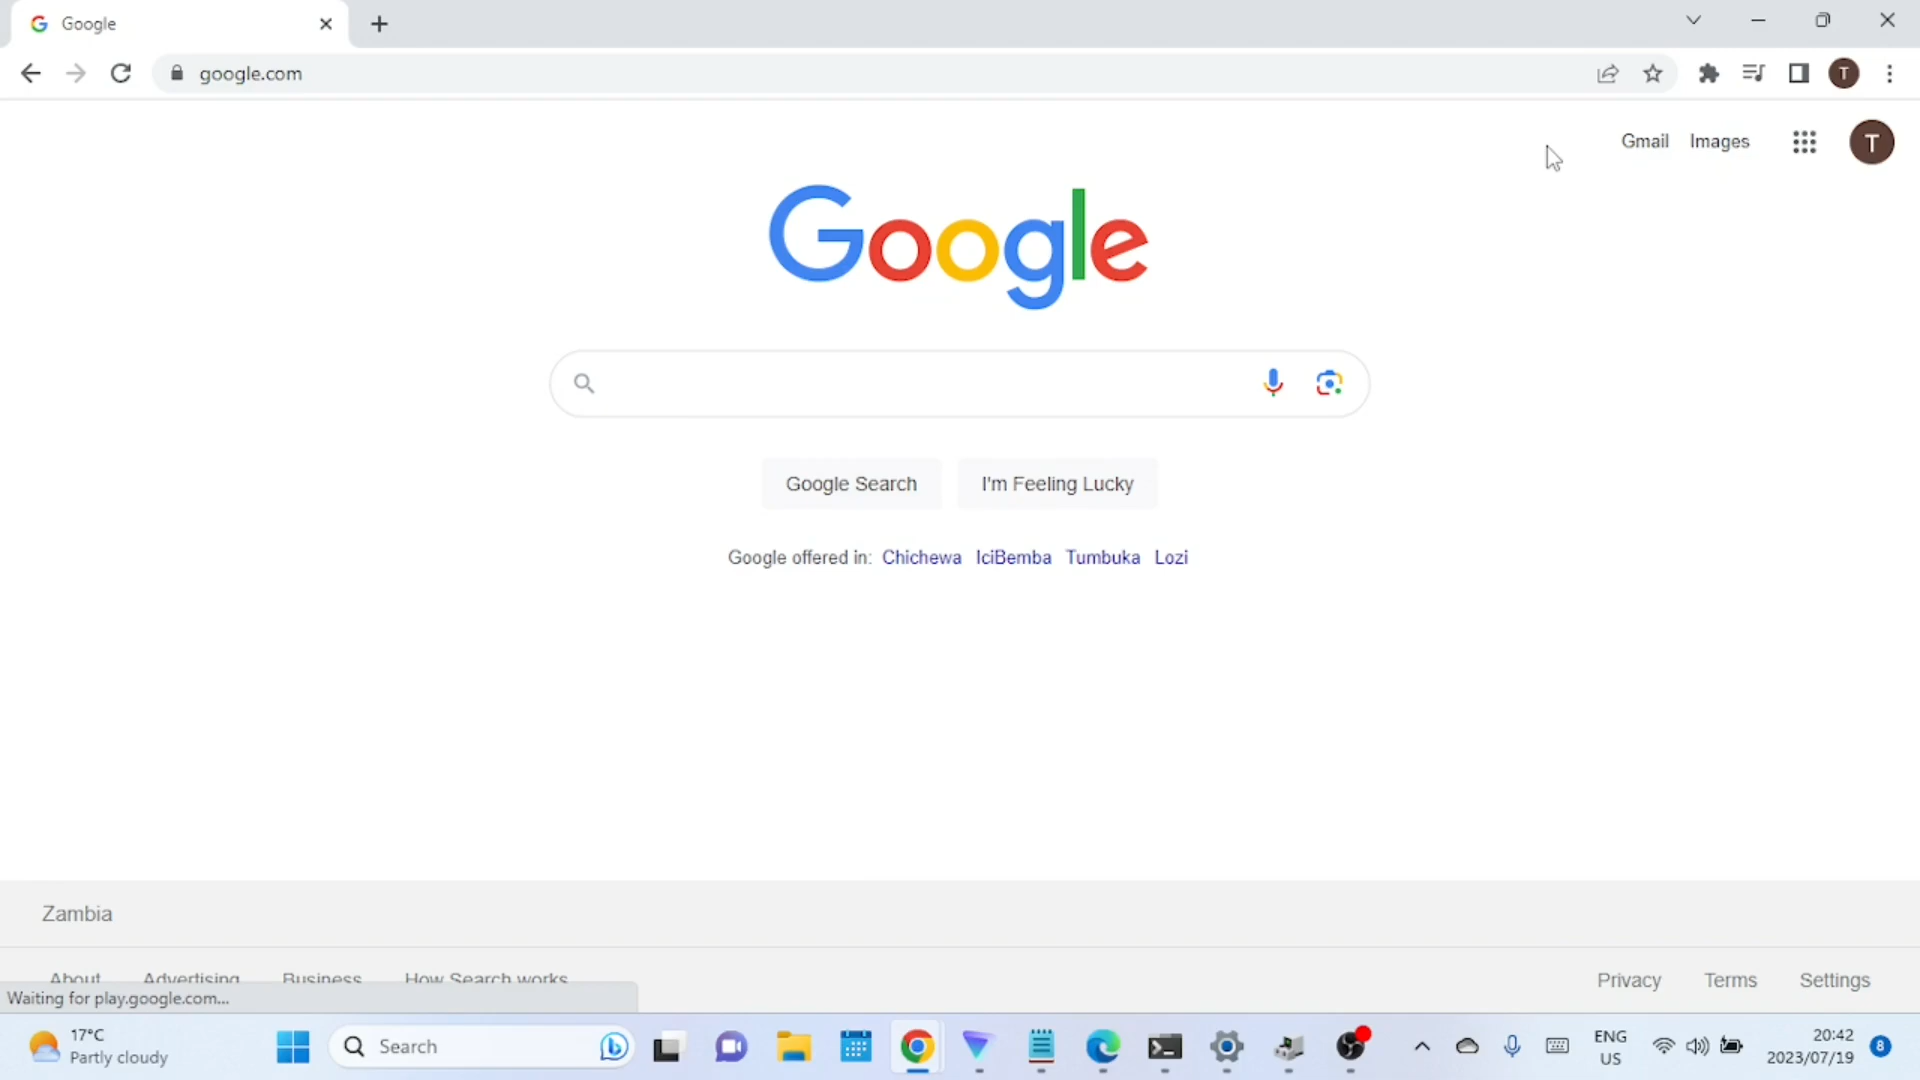 Google
google.com
T
Gmail Images
T
Google
Google Search
I'm Feeling Lucky
Google offered in: Chichewa IciBemba Tumbuka Lozi
Zambia
About Advertising Business How Search works
Privacy Terms Settings
Waiting for play.google.com...
17°C
Partly cloudy
Search
ENG
US
20:42
2023/07/19
8